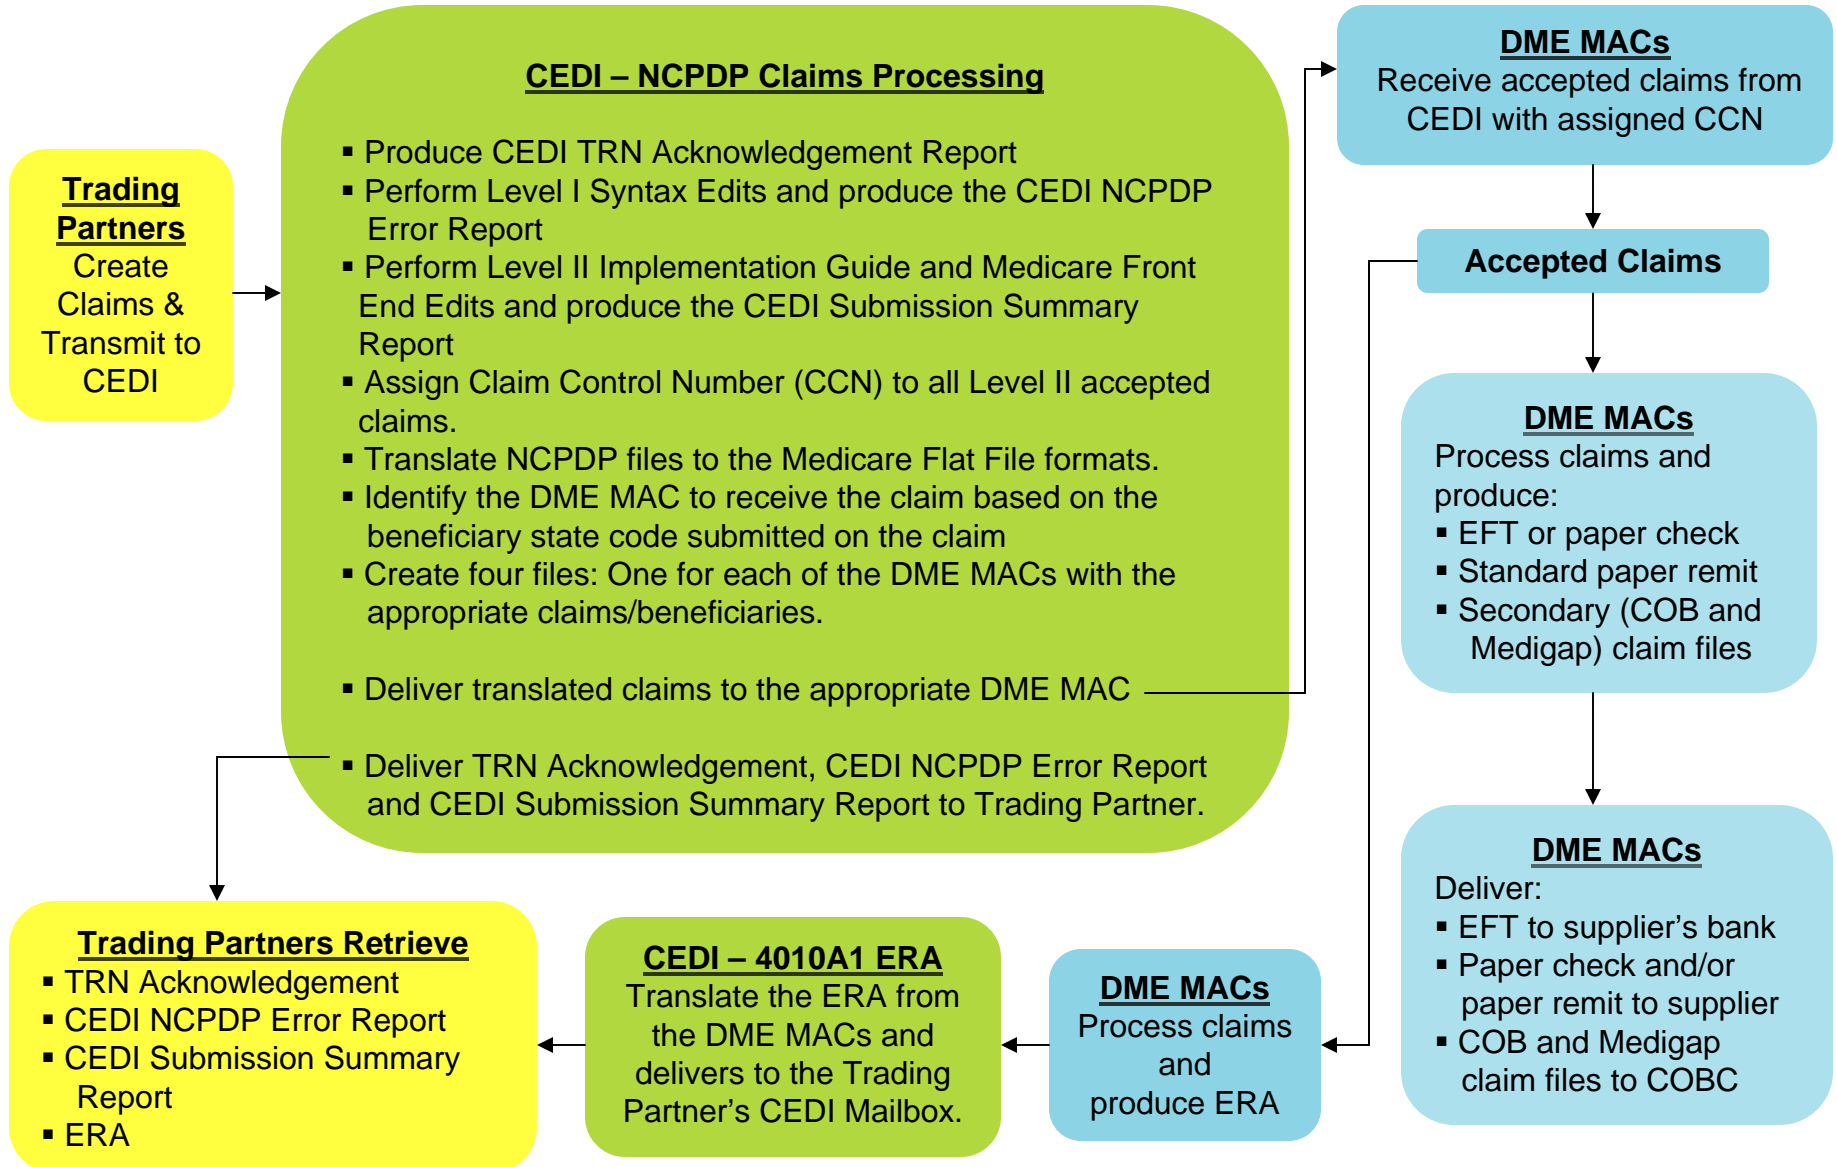 Trading
Partners
Create
Claims &
Transmit to
CEDI
CEDI – NCPDP Claims Processing
▪ Produce CEDI TRN Acknowledgement Report
▪ Perform Level I Syntax Edits and produce the CEDI NCPDP
Error Report
▪ Perform Level II Implementation Guide and Medicare Front
End Edits and produce the CEDI Submission Summary
Report
▪ Assign Claim Control Number (CCN) to all Level II accepted
claims.
▪ Translate NCPDP files to the Medicare Flat File formats.
▪ Identify the DME MAC to receive the claim based on the
beneficiary state code submitted on the claim
▪ Create four files: One for each of the DME MACs with the
appropriate claims/beneficiaries.
▪ Deliver translated claims to the appropriate DME MAC
▪ Deliver TRN Acknowledgement, CEDI NCPDP Error Report
and CEDI Submission Summary Report to Trading Partner.
DME MACs
Receive accepted claims from
CEDI with assigned CCN
Accepted Claims
DME MACs
Process claims and
produce:
▪ EFT or paper check
▪ Standard paper remit
▪ Secondary (COB and
Medigap) claim files
DME MACs
Deliver:
▪ EFT to supplier's bank
▪ Paper check and/or
paper remit to supplier
▪ COB and Medigap
claim files to COBC
DME MACs
Process claims
and
produce ERA
CEDI – 4010A1 ERA
Translate the ERA from
the DME MACs and
delivers to the Trading
Partner's CEDI Mailbox.
Trading Partners Retrieve
▪ TRN Acknowledgement
▪ CEDI NCPDP Error Report
▪ CEDI Submission Summary
Report
▪ ERA